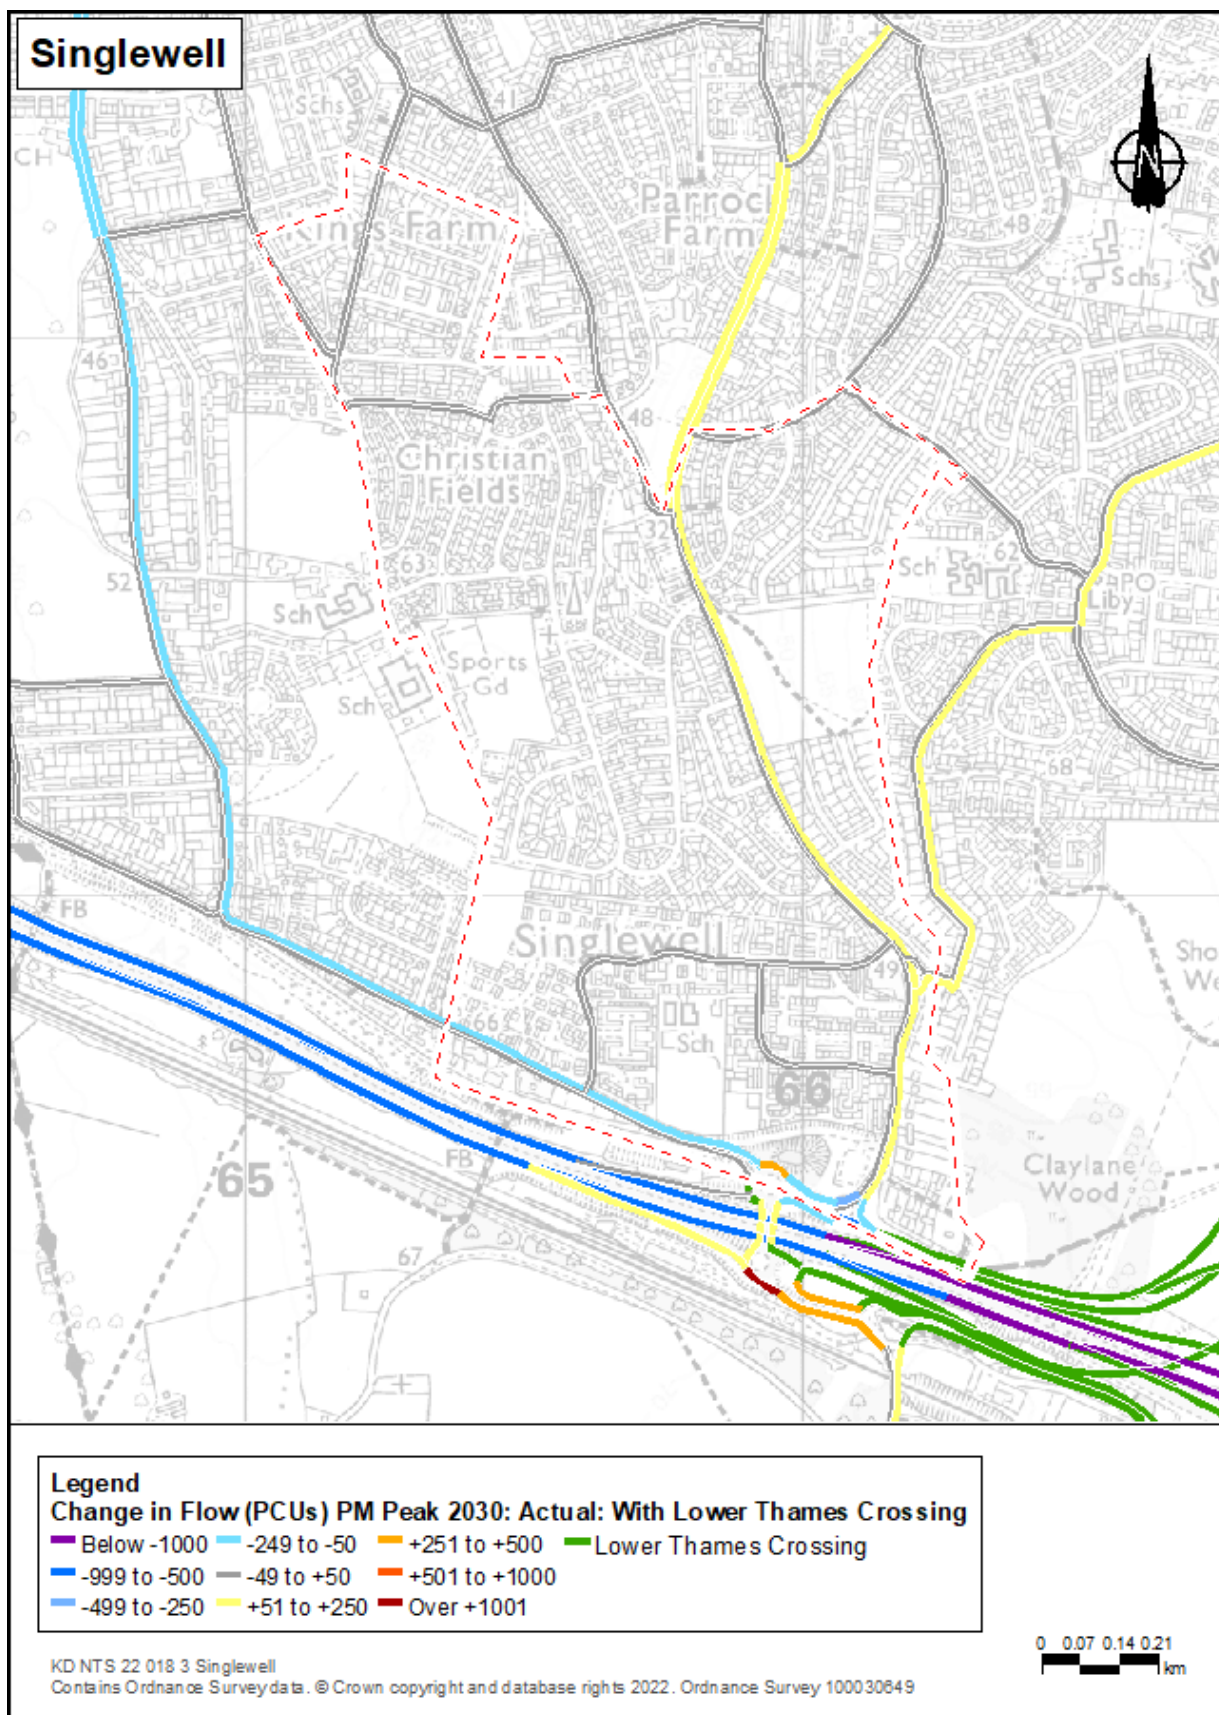 Singlewell
N
CH
Schs
41
Kings Farm
Parrock
Farm
48
Schs
46
48
Christian
Fields
32
52
63
Sch
62
PO
Liby
Sch
Sports
Gd
Sch
68
FB
Singlewell
49
Sho
We
66
Sch
66
65
FB
67
Claylane
Wood
Legend
Change in Flow (PCUs) PM Peak 2030: Actual: With Lower Thames Crossing
Below -1000 -249 to -50 +251 to +500 Lower Thames Crossing
-999 to -500 -49 to +50 +501 to +1000
-499 to -250 +51 to +250 Over +1001
0 0.07 0.14 0.21
km
KD NTS 22 018 3 Singlewell
Contains Ordnance Survey data. © Crown copyright and database rights 2022. Ordnance Survey 100030649